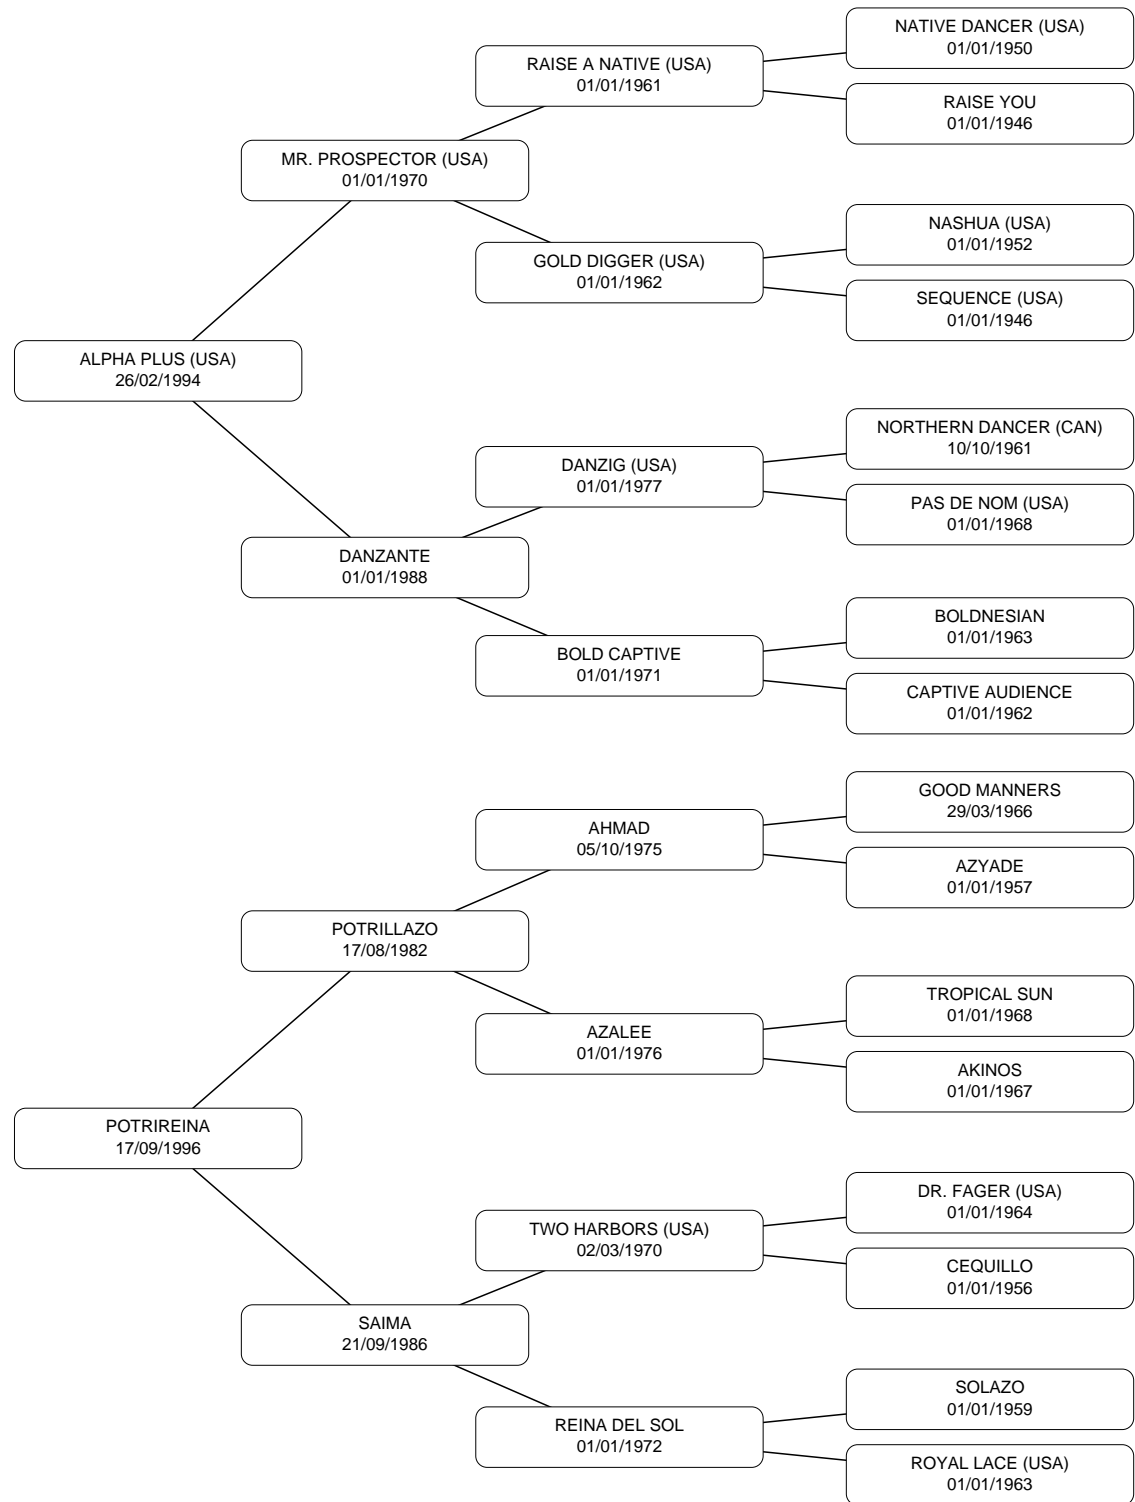 NATIVE DANCER (USA)
01/01/1950
RAISE A NATIVE (USA)
01/01/1961
RAISE YOU
01/01/1946
MR. PROSPECTOR (USA)
01/01/1970
NASHUA (USA)
01/01/1952
GOLD DIGGER (USA)
01/01/1962
SEQUENCE (USA)
01/01/1946
ALPHA PLUS (USA)
26/02/1994
NORTHERN DANCER (CAN)
10/10/1961
DANZIG (USA)
01/01/1977
PAS DE NOM (USA)
01/01/1968
DANZANTE
01/01/1988
BOLDNESIAN
01/01/1963
BOLD CAPTIVE
01/01/1971
CAPTIVE AUDIENCE
01/01/1962
GOOD MANNERS
29/03/1966
AHMAD
05/10/1975
AZYADE
01/01/1957
POTRILLAZO
17/08/1982
TROPICAL SUN
01/01/1968
AZALEE
01/01/1976
AKINOS
01/01/1967
POTRIREINA
17/09/1996
DR. FAGER (USA)
01/01/1964
TWO HARBORS (USA)
02/03/1970
CEQUILLO
01/01/1956
SAIMA
21/09/1986
SOLAZO
01/01/1959
REINA DEL SOL
01/01/1972
ROYAL LACE (USA)
01/01/1963